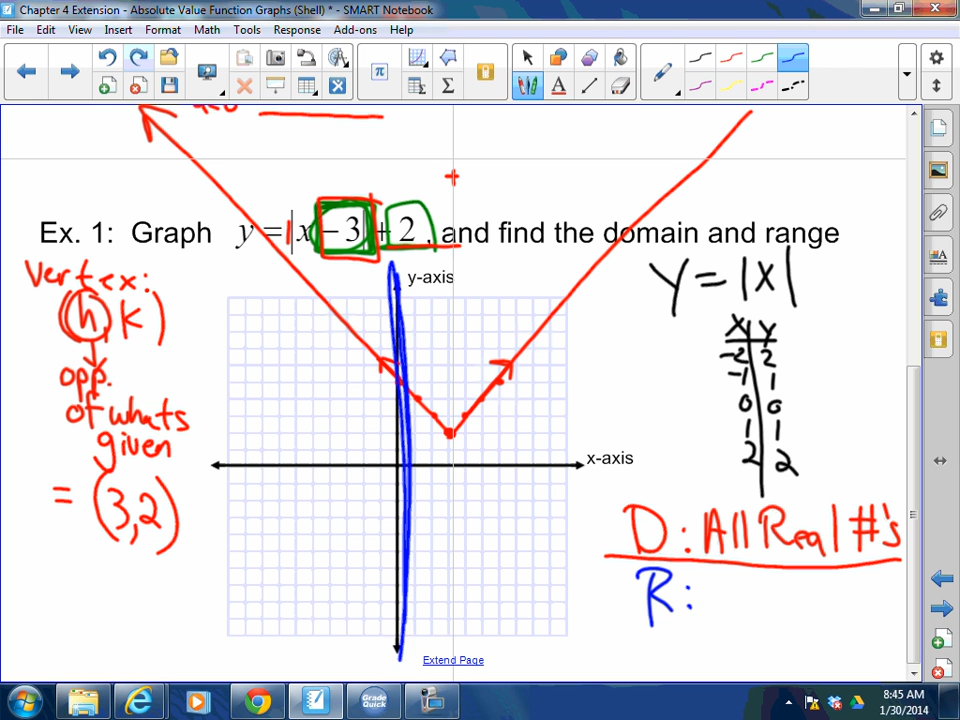 Chapter 4 Extension - Absolute Value Function Graphs (Shell) * - SMART Notebook
File Edit View Insert Format Math Tools Response Add-ons Help
+
Ex. 1: Graph y = |x − 3| + 2, and find the domain and range
vertex:
(h, k)
opp.
of whats
given
= (3,2)
y-axis
x-axis
Y = |X|
X Y
-2 2
-1 1
0 0
1 1
2 2
D: All Real #'s
R:
Extend Page
Grade Quick
8:45 AM
1/30/2014